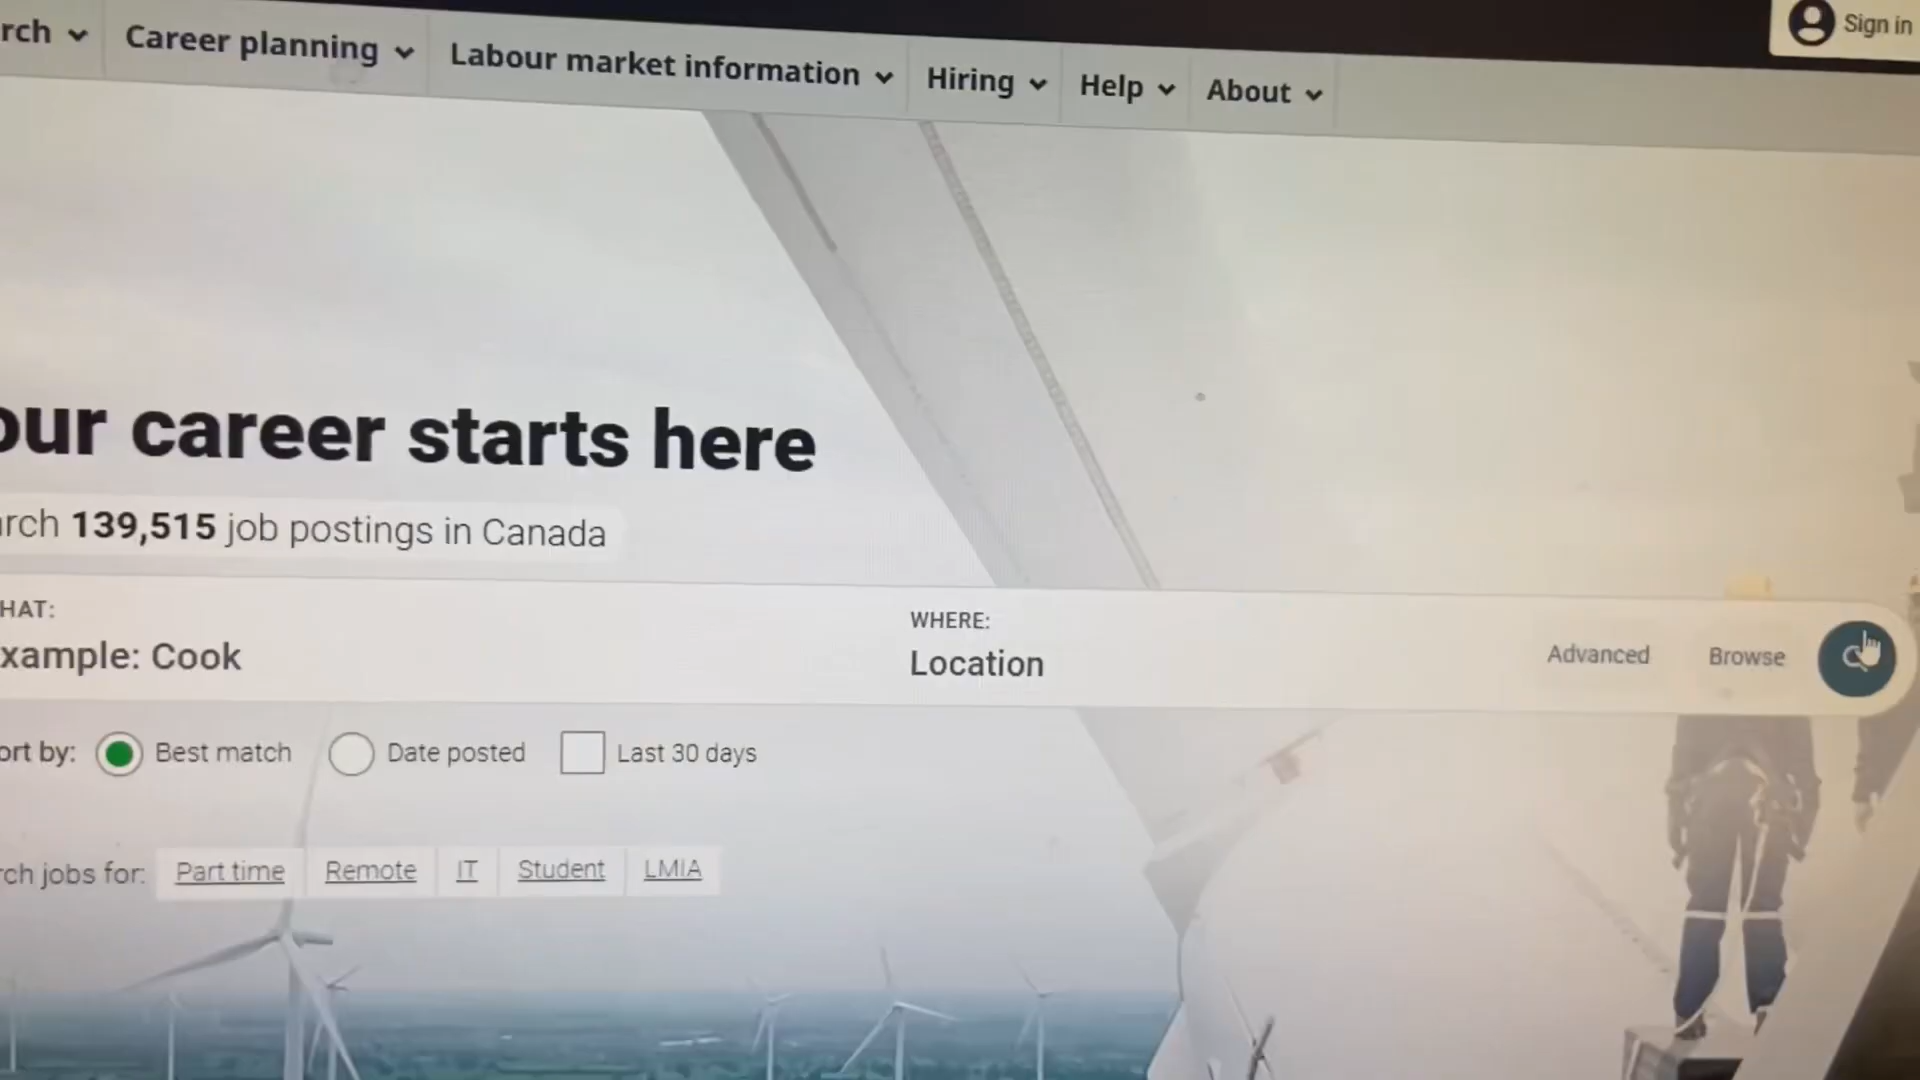 rch
Career planning
Labour market information
Hiring
Help
About
Sign in
our career starts here
arch 139,515 job postings in Canada
HAT:
xample: Cook
WHERE:
Location
Advanced
Browse
ort by:
Best match
Date posted
Last 30 days
rch jobs for:
Part time
Remote
IT
Student
LMIA